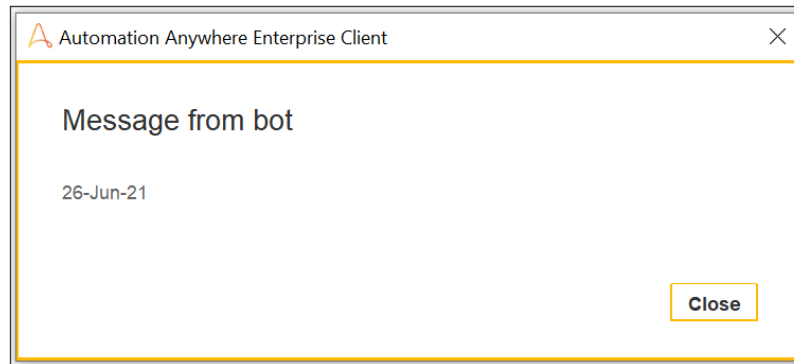 Automation Anywhere Enterprise Client
Message from bot
26-Jun-21
Close